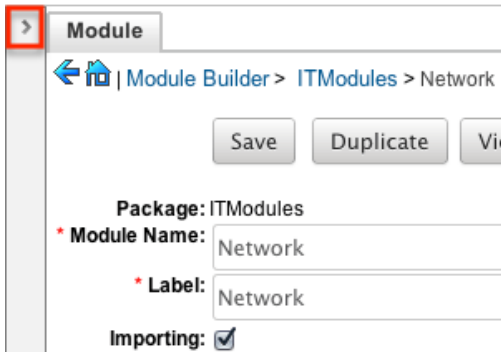 Module
| Module Builder > ITModules > Network
Save Duplicate
Package: ITModules
* Module Name: Network
* Label: Network
Importing: